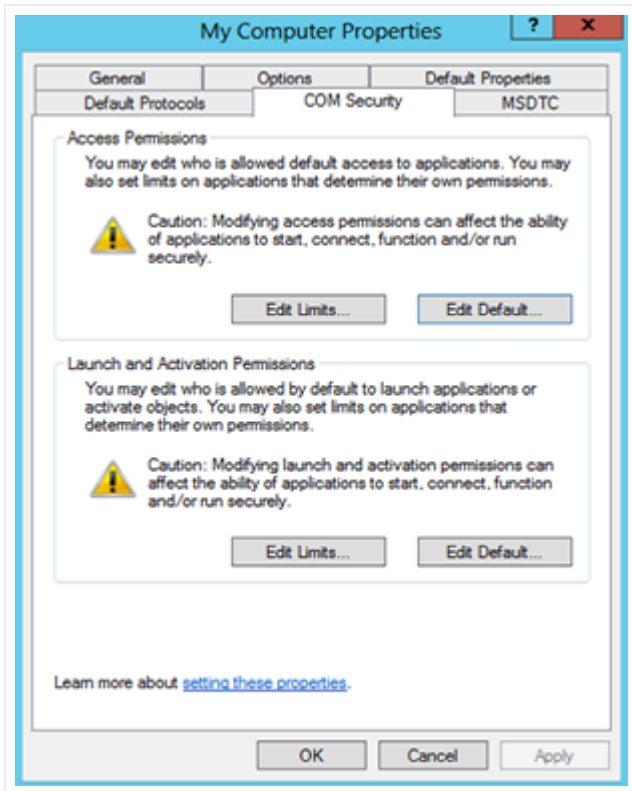 My Computer Properties
? x
General Options Default Properties
Default Protocols COM Security MSDTC
Access Permissions
You may edit who is allowed default access to applications. You may
also set limits on applications that determine their own permissions.
Caution: Modifying access permissions can affect the ability
of applications to start, connect, function and/or run
securely.
Edit Limits... Edit Default...
Launch and Activation Permissions
You may edit who is allowed by default to launch applications or
activate objects. You may also set limits on applications that
determine their own permissions.
Caution: Modifying launch and activation permissions can
affect the ability of applications to start, connect, function
and/or run securely.
Edit Limits... Edit Default...
Learn more about setting these properties.
OK Cancel Apply